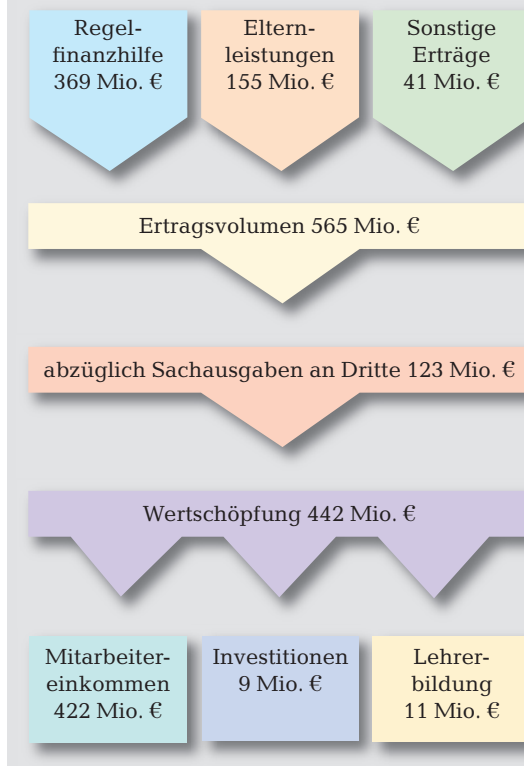 Regel-
finanzhilfe
369 Mio. €
Eltern-
leistungen
155 Mio. €
Sonstige
Erträge
41 Mio. €
Ertragsvolumen 565 Mio. €
abzüglich Sachausgaben an Dritte 123 Mio. €
Wertschöpfung 442 Mio. €
Mitarbeiter-
einkommen
422 Mio. €
Investitionen
9 Mio. €
Lehrer-
bildung
11 Mio. €